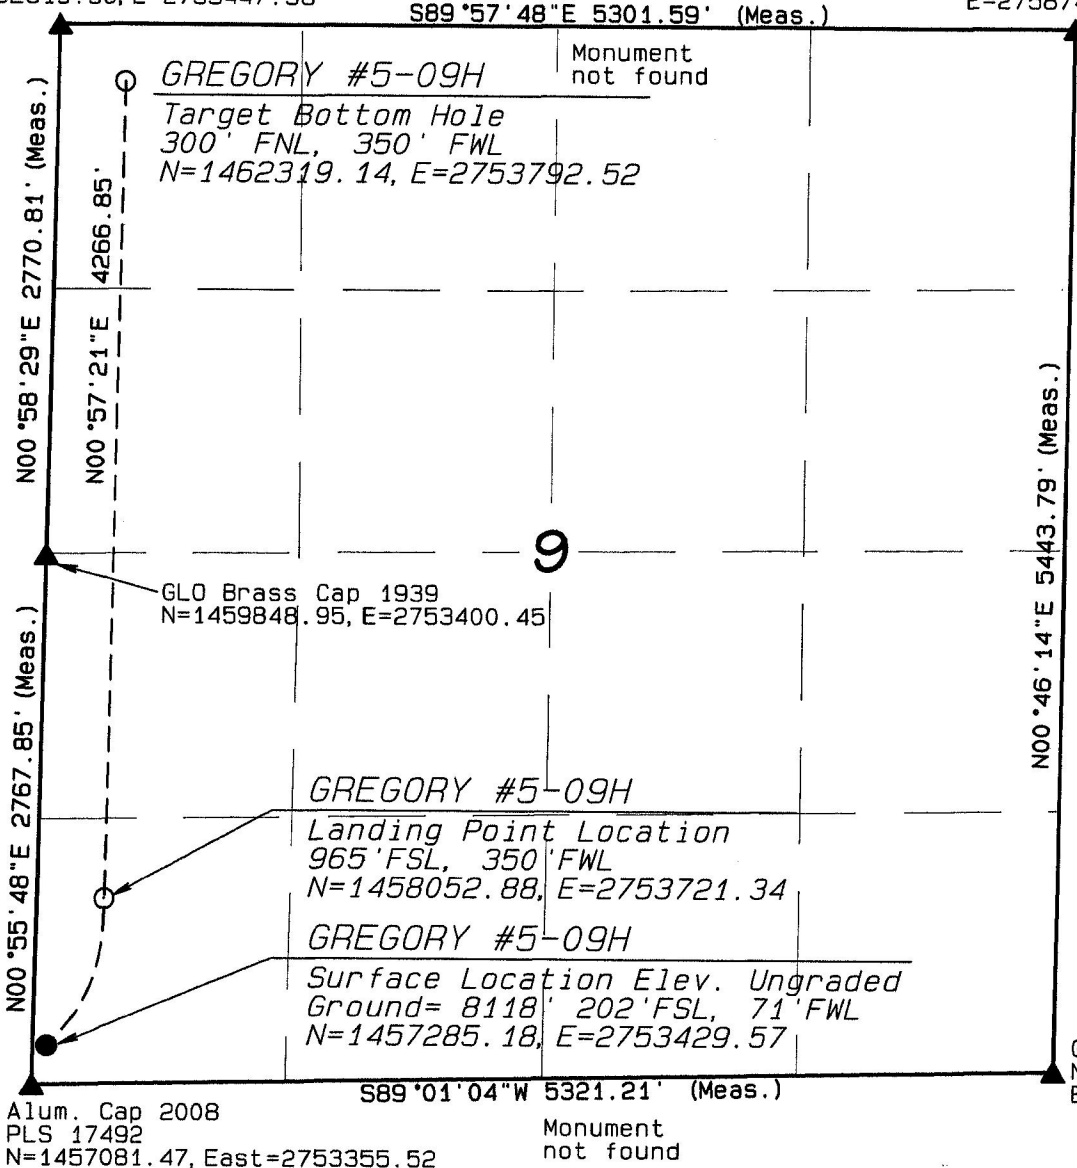 S89°57'48"E 5301.59' (Meas.)
Monument
not found
GREGORY #5-09H
Target Bottom Hole
300' FNL, 350' FWL
N=1462319.14, E=2753792.52
N00°58'29"E 2770.81' (Meas.)
N00°57'21"E 4266.85'
9
GLO Brass Cap 1939
N=1459848.95, E=2753400.45
N00°46'14"E 5443.79' (Meas.)
N00°55'48"E 2767.85' (Meas.)
GREGORY #5-09H
Landing Point Location
965'FSL, 350'FWL
N=1458052.88, E=2753721.34
GREGORY #5-09H
Surface Location Elev. Ungraded
Ground= 8118' 202'FSL, 71'FWL
N=1457285.18, E=2753429.57
S89°01'04"W 5321.21' (Meas.)
Alum. Cap 2008
PLS 17492
N=1457081.47, East=2753355.52
Monument
not found